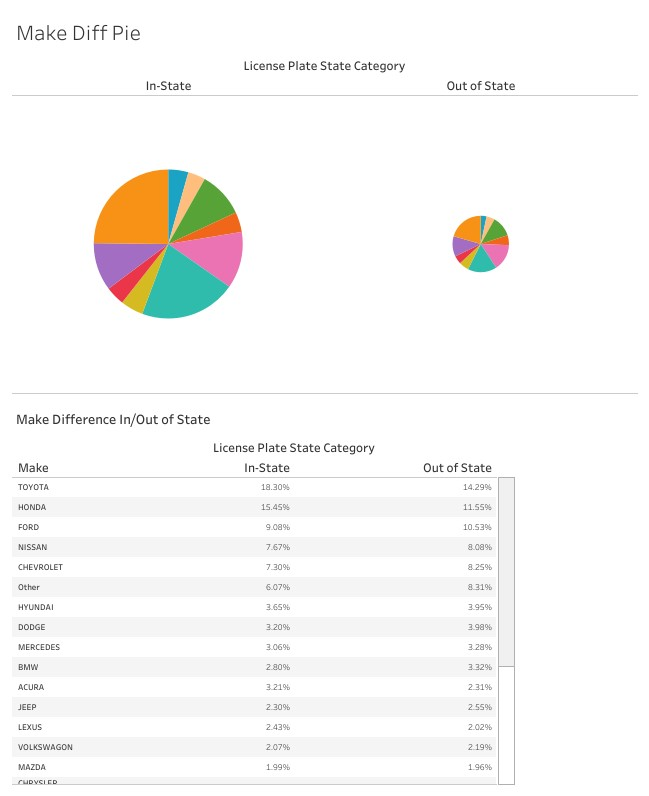 Make Diff Pie
License Plate State Category
In-State Out of State
Make Difference In/Out of State
License Plate State Category
Make In-State Out of State
TOYOTA 18.30% 14.29%
HONDA 15.45% 11.55%
FORD 9.08% 10.53%
NISSAN 7.67% 8.08%
CHEVROLET 7.30% 8.25%
Other 6.07% 8.31%
HYUNDAI 3.65% 3.95%
DODGE 3.20% 3.98%
MERCEDES 3.06% 3.28%
BMW 2.80% 3.32%
ACURA 3.21% 2.31%
JEEP 2.30% 2.55%
LEXUS 2.43% 2.02%
VOLKSWAGON 2.07% 2.19%
MAZDA 1.99% 1.96%
CHRYSLER